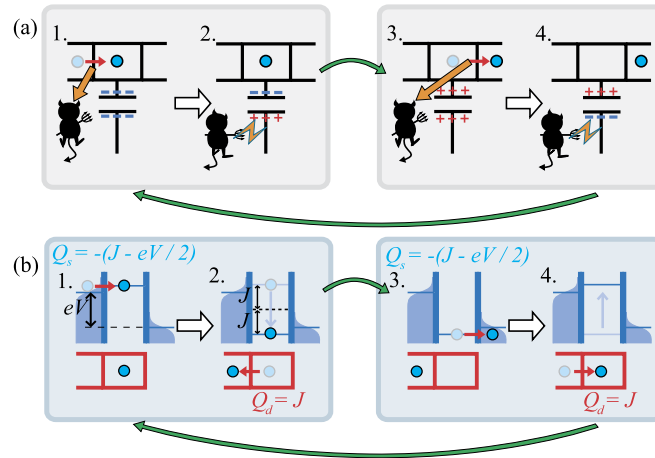 (a)
1.
2.
3.
4.
- - -
+ + +
+ + +
- - -
+ + +
- - -
- - -
+ + +
(b)
Q_s = -(J - eV / 2)
Q_s = -(J - eV / 2)
1.
2.
3.
4.
eV
J
J
Q_d = J
Q_d = J